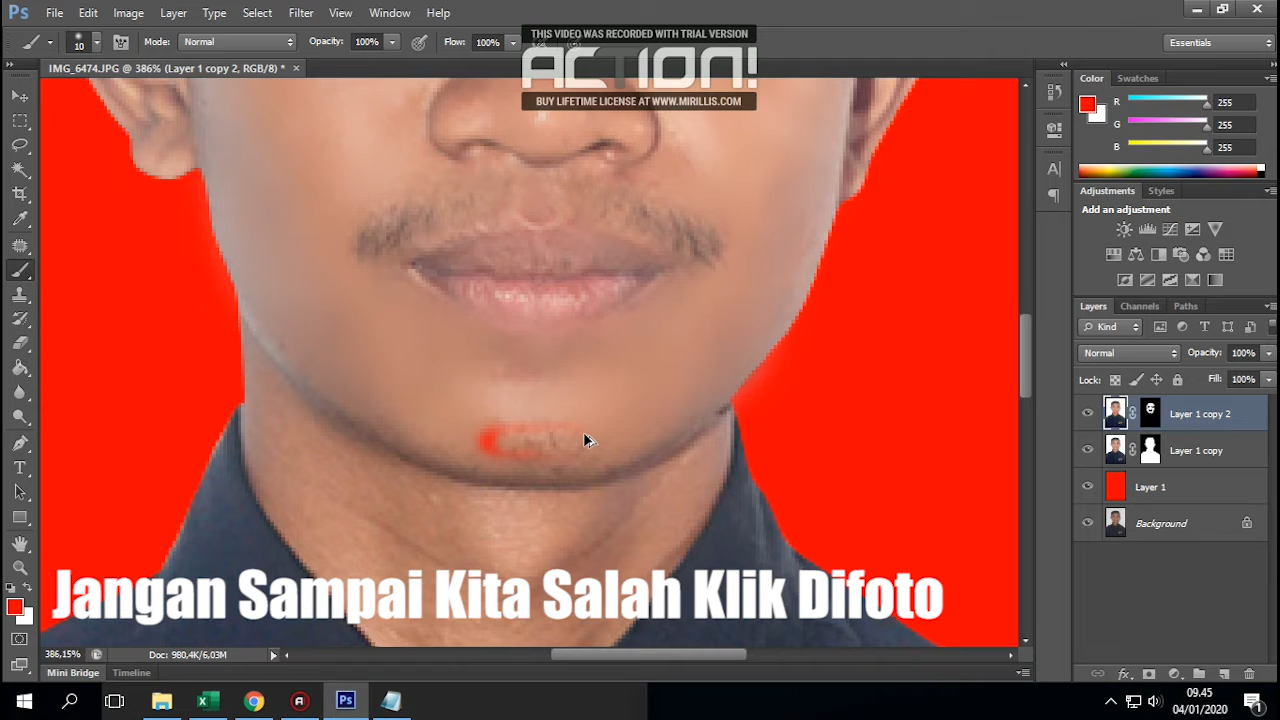 Ps File Edit Image Layer Type Select Filter View Window Help
10 Mode: Normal Opacity: 100% Flow: 100% Essentials
THIS VIDEO WAS RECORDED WITH TRIAL VERSION
ACTION!
BUY LIFETIME LICENSE AT WWW.MIRILLIS.COM
IMG_6474.JPG @ 386% (Layer 1 copy 2, RGB/8) *
Color Swatches
R 255
G 255
B 255
Adjustments Styles
Add an adjustment
Layers Channels Paths
Kind
Normal Opacity: 100%
Lock: Fill: 100%
Layer 1 copy 2
Layer 1 copy
Layer 1
Background
Jangan Sampai Kita Salah Klik Difoto
386,15% Doc: 980,4K/6,03M
Mini Bridge Timeline
09.45
04/01/2020